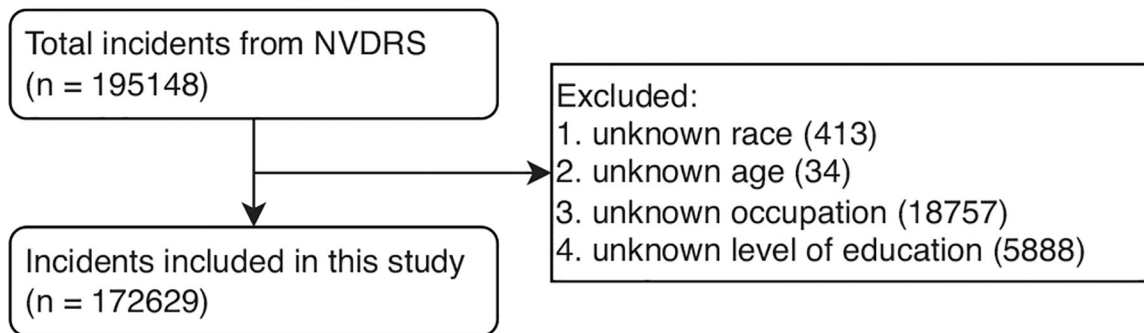 Total incidents from NVDRS
(n = 195148)
Excluded:
1. unknown race (413)
2. unknown age (34)
3. unknown occupation (18757)
4. unknown level of education (5888)
Incidents included in this study
(n = 172629)